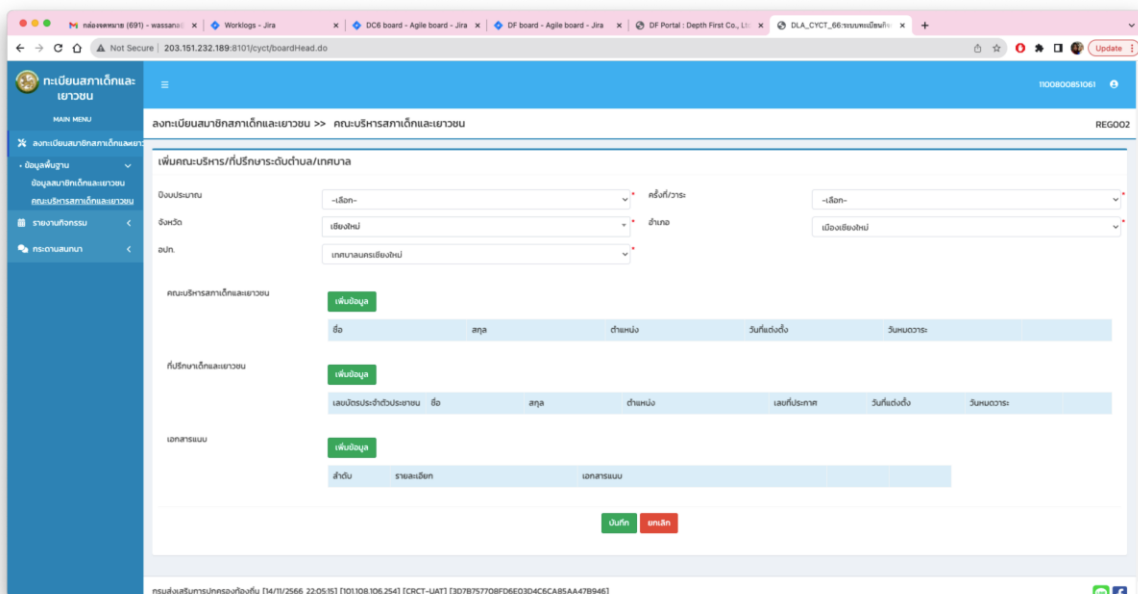 กล่องจดหมาย (691) - wassana
Worklogs - Jira
DC6 board - Agile board - Jira
DF board - Agile board - Jira
DF Portal : Depth First Co., Lt
DLA_CYCT_66:ระบบทะเบียนกิจ
Not Secure | 203.151.232.189:8101/cyct/boardHead.do
Update
ทะเบียนสภาเด็กและ
เยาวชน
1100800851061
MAIN MENU
ลงทะเบียนสมาชิกสภาเด็กและเยาว
ข้อมูลพื้นฐาน
ข้อมูลสมาชิกเด็กและเยาวชน
คณะบริหารสภาเด็กและเยาวชน
รายงานกิจกรรม
กระดานสนทนา
ลงทะเบียนสมาชิกสภาเด็กและเยาวชน >> คณะบริหารสภาเด็กและเยาวชน
REG002
เพิ่มคณะบริหาร/ที่ปรึกษาระดับตำบล/เทศบาล
ปีงบประมาณ -เลือก- * ครั้งที่/วาระ -เลือก- *
จังหวัด เชียงใหม่ * อำเภอ เมืองเชียงใหม่ *
อปท. เทศบาลนครเชียงใหม่ *
คณะบริหารสภาเด็กและเยาวชน
เพิ่มข้อมูล
ชื่อ สกุล ตำแหน่ง วันที่แต่งตั้ง วันหมดวาระ
ที่ปรึกษาเด็กและเยาวชน
เพิ่มข้อมูล
เลขบัตรประจำตัวประชาชน ชื่อ สกุล ตำแหน่ง เลขที่ประกาศ วันที่แต่งตั้ง วันหมดวาระ
เอกสารแนบ
เพิ่มข้อมูล
ลำดับ รายละเอียด เอกสารแนบ
บันทึก ยกเลิก
กรมส่งเสริมการปกครองท้องถิ่น [14/11/2566 22:05:15] [101.108.106.254] [CRCT-UAT] [3D7B757708FD6E03D4C6CA85AA47B946]